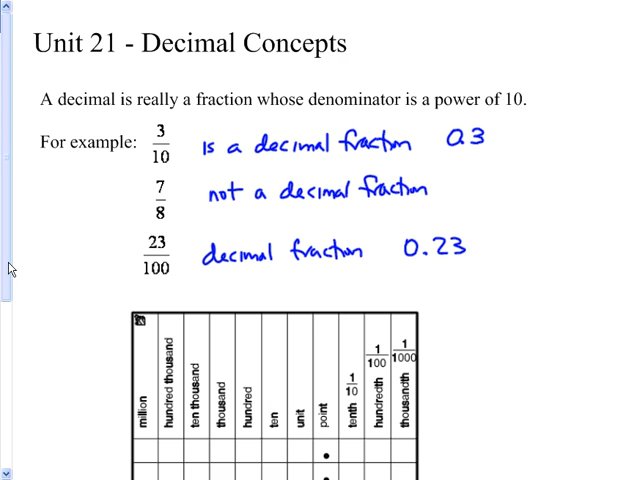 Unit 21 - Decimal Concepts
A decimal is really a fraction whose denominator is a power of 10.
For example: 3/10 is a decimal fraction 0.3
7/8 not a decimal fraction
23/100 decimal fraction 0.23
million
hundred thousand
ten thousand
thousand
hundred
ten
unit
point
tenth 1/10
hundredth 1/100
thousandth 1/1000